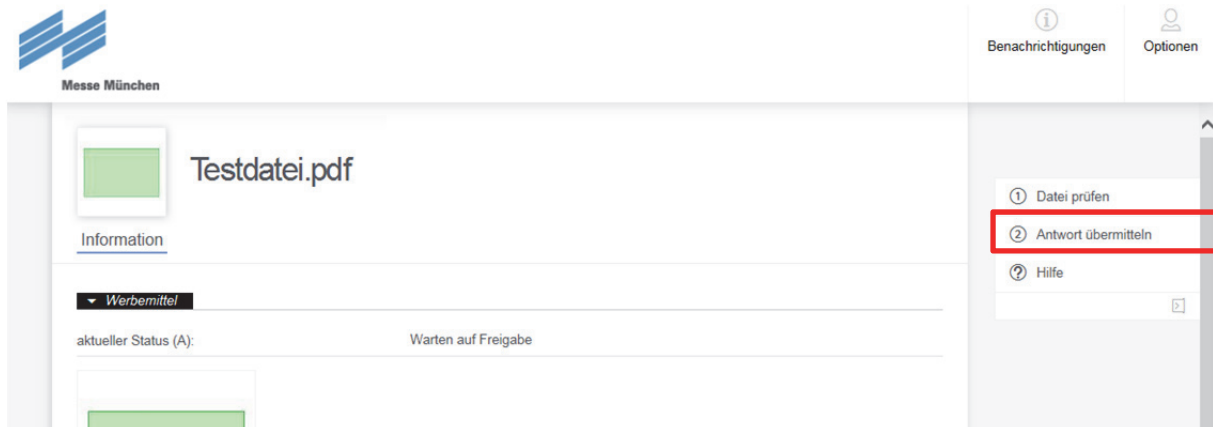 Messe München
Benachrichtigungen
Optionen
Testdatei.pdf
Information
Werbemittel
aktueller Status (A):
Warten auf Freigabe
1 Datei prüfen
2 Antwort übermitteln
? Hilfe